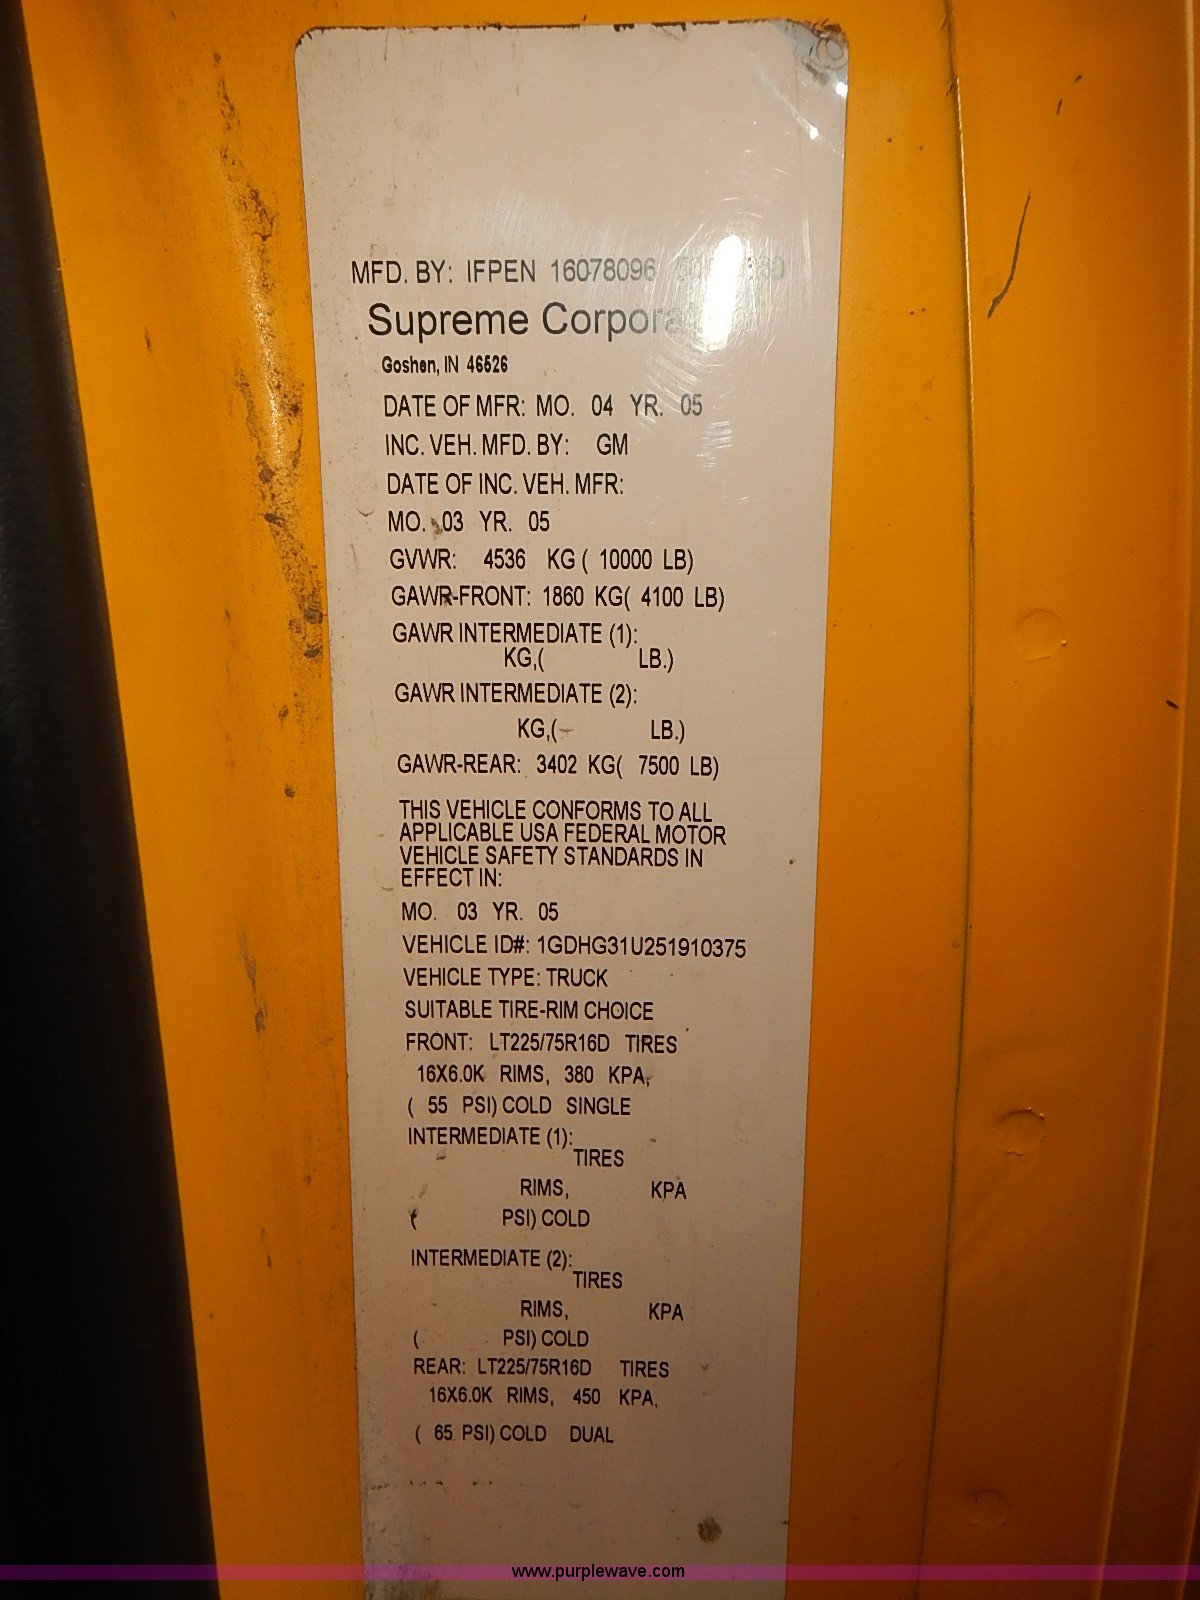 MFD. BY: IFPEN 16078096
Supreme
Goshen, IN 46526
DATE OF MFR: MO. 04 YR. 05
INC. VEH. MFD. BY: GM
DATE OF INC. VEH. MFR:
MO. 03 YR. 05
GVWR: 4536 KG ( 10000 LB)
GAWR-FRONT: 1860 KG( 4100 LB)
GAWR INTERMEDIATE (1):
KG,( LB.)
GAWR INTERMEDIATE (2):
KG,( LB.)
GAWR-REAR: 3402 KG( 7500 LB)
THIS VEHICLE CONFORMS TO ALL
APPLICABLE USA FEDERAL MOTOR
VEHICLE SAFETY STANDARDS IN
EFFECT IN:
MO. 03 YR. 05
VEHICLE ID#: 1GDHG31U251910375
VEHICLE TYPE: TRUCK
SUITABLE TIRE-RIM CHOICE
FRONT: LT225/75R16D TIRES
16X6.0K RIMS, 380 KPA,
( 55 PSI) COLD SINGLE
INTERMEDIATE (1):
TIRES
RIMS, KPA
( PSI) COLD
INTERMEDIATE (2):
TIRES
RIMS, KPA
( PSI) COLD
REAR: LT225/75R16D TIRES
16X6.0K RIMS, 450 KPA,
( 65 PSI) COLD DUAL
www.purplewave.com